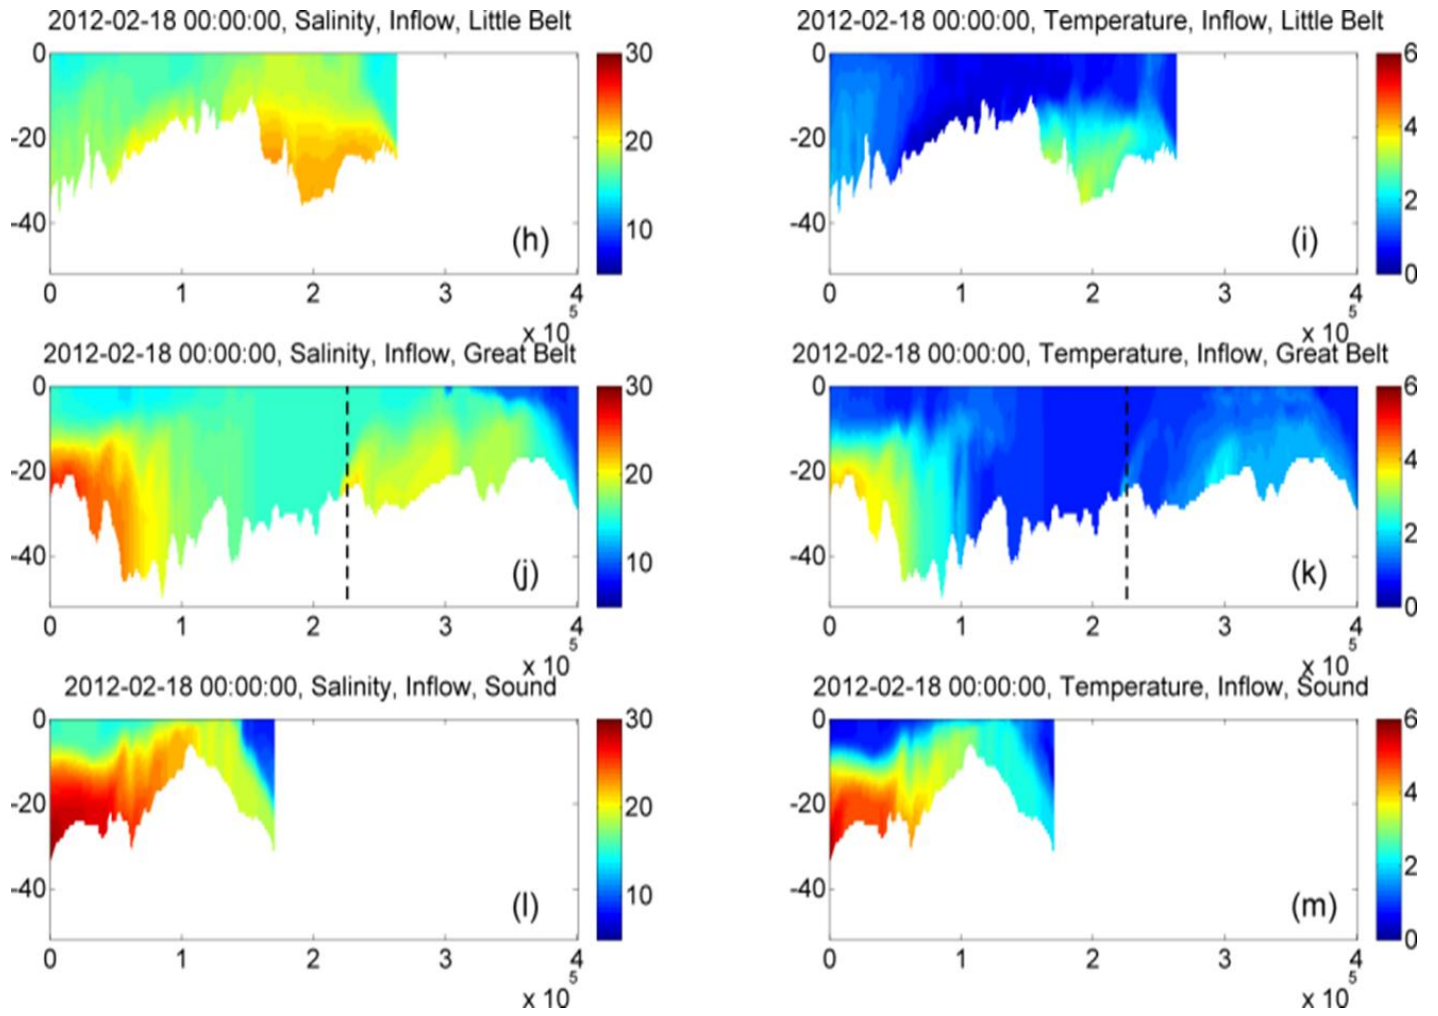 2012-02-18 00:00:00, Salinity, Inflow, Little Belt
0
-20
-40
0 1 2 3 4
x 10 5
30
20
10
(h)
2012-02-18 00:00:00, Temperature, Inflow, Little Belt
0
-20
-40
0 1 2 3 4
x 10 5
6
4
2
0
(i)
2012-02-18 00:00:00, Salinity, Inflow, Great Belt
0
-20
-40
0 1 2 3 4
x 10 5
30
20
10
(j)
2012-02-18 00:00:00, Temperature, Inflow, Great Belt
0
-20
-40
0 1 2 3 4
x 10 5
6
4
2
0
(k)
2012-02-18 00:00:00, Salinity, Inflow, Sound
0
-20
-40
0 1 2 3 4
x 10 5
30
20
10
(l)
2012-02-18 00:00:00, Temperature, Inflow, Sound
0
-20
-40
0 1 2 3 4
x 10 5
6
4
2
0
(m)